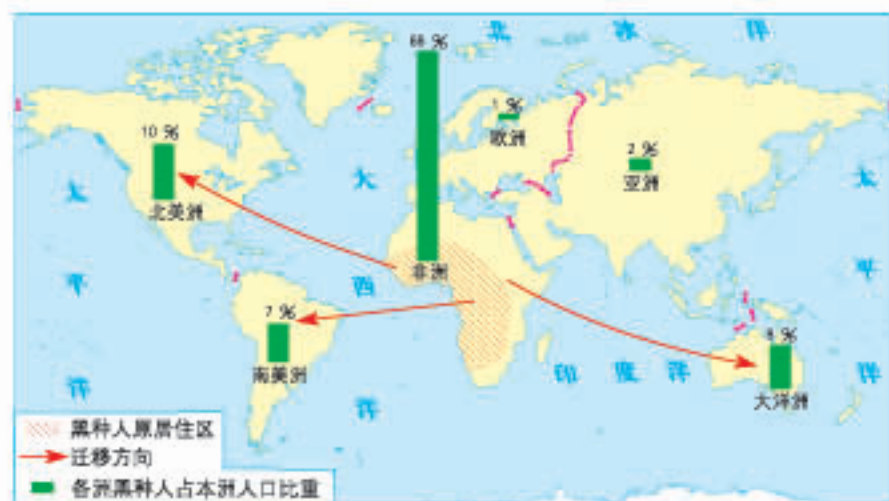 北 冰 洋
68 %
1 %
欧洲
10 %
北美洲
2 %
亚洲
太 平 洋
大 西 洋
太 平 洋
非洲
7 %
南美洲
印 度 洋
8 %
大洋洲
黑种人原居住区
迁移方向
各洲黑种人占本洲人口比重